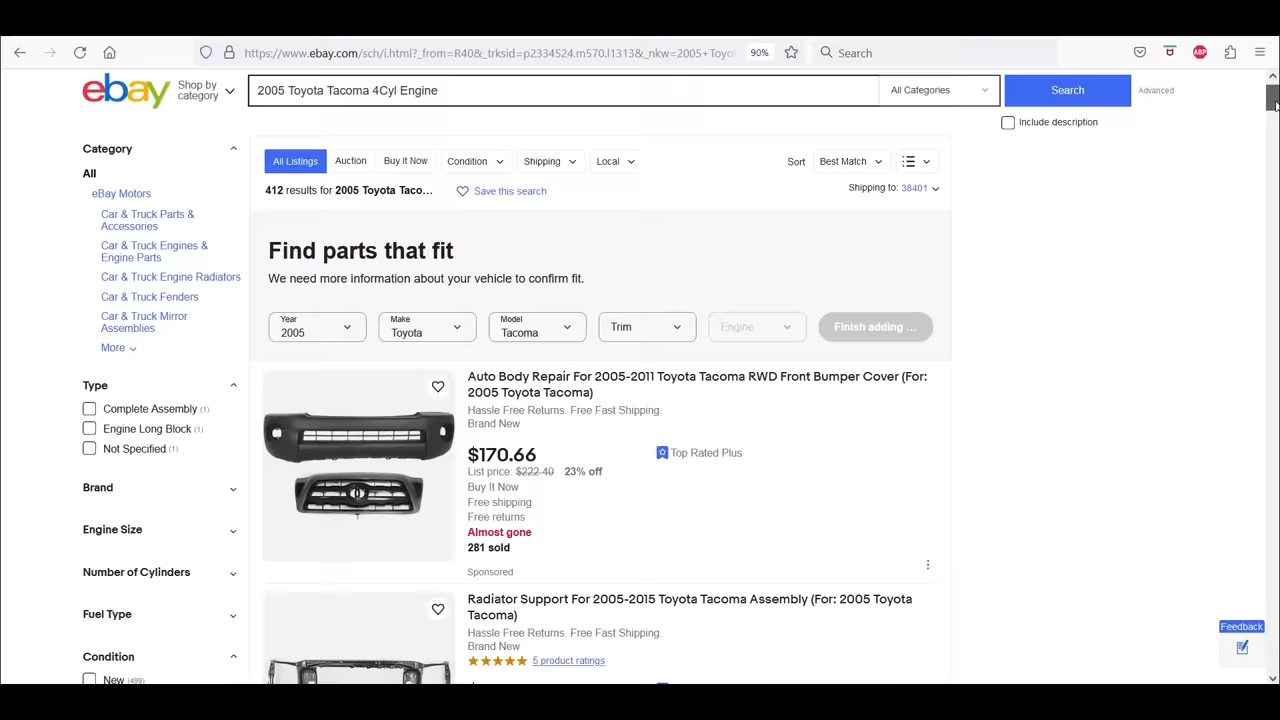 https://www.ebay.com/sch/i.html?_from=R40&_trksid=p2334524.m570.l1313&_nkw=2005+Toyo
90%
Search
ebay
Shop by
category
2005 Toyota Tacoma 4Cyl Engine
All Categories
Search
Advanced
Include description
Category
All
eBay Motors
Car & Truck Parts &
Accessories
Car & Truck Engines &
Engine Parts
Car & Truck Engine Radiators
Car & Truck Fenders
Car & Truck Mirror
Assemblies
More
Type
Complete Assembly (1)
Engine Long Block (1)
Not Specified (1)
Brand
Engine Size
Number of Cylinders
Fuel Type
Condition
New (499)
All Listings
Auction
Buy It Now
Condition
Shipping
Local
Sort
Best Match
412 results for 2005 Toyota Taco...
Save this search
Shipping to: 38401
Find parts that fit
We need more information about your vehicle to confirm fit.
Year
2005
Make
Toyota
Model
Tacoma
Trim
Engine
Finish adding ...
Auto Body Repair For 2005-2011 Toyota Tacoma RWD Front Bumper Cover (For:
2005 Toyota Tacoma)
Hassle Free Returns. Free Fast Shipping.
Brand New
$170.66
Top Rated Plus
List price: $222.40 23% off
Buy It Now
Free shipping
Free returns
Almost gone
281 sold
Sponsored
Radiator Support For 2005-2015 Toyota Tacoma Assembly (For: 2005 Toyota
Tacoma)
Hassle Free Returns. Free Fast Shipping.
Brand New
5 product ratings
Feedback
ABP